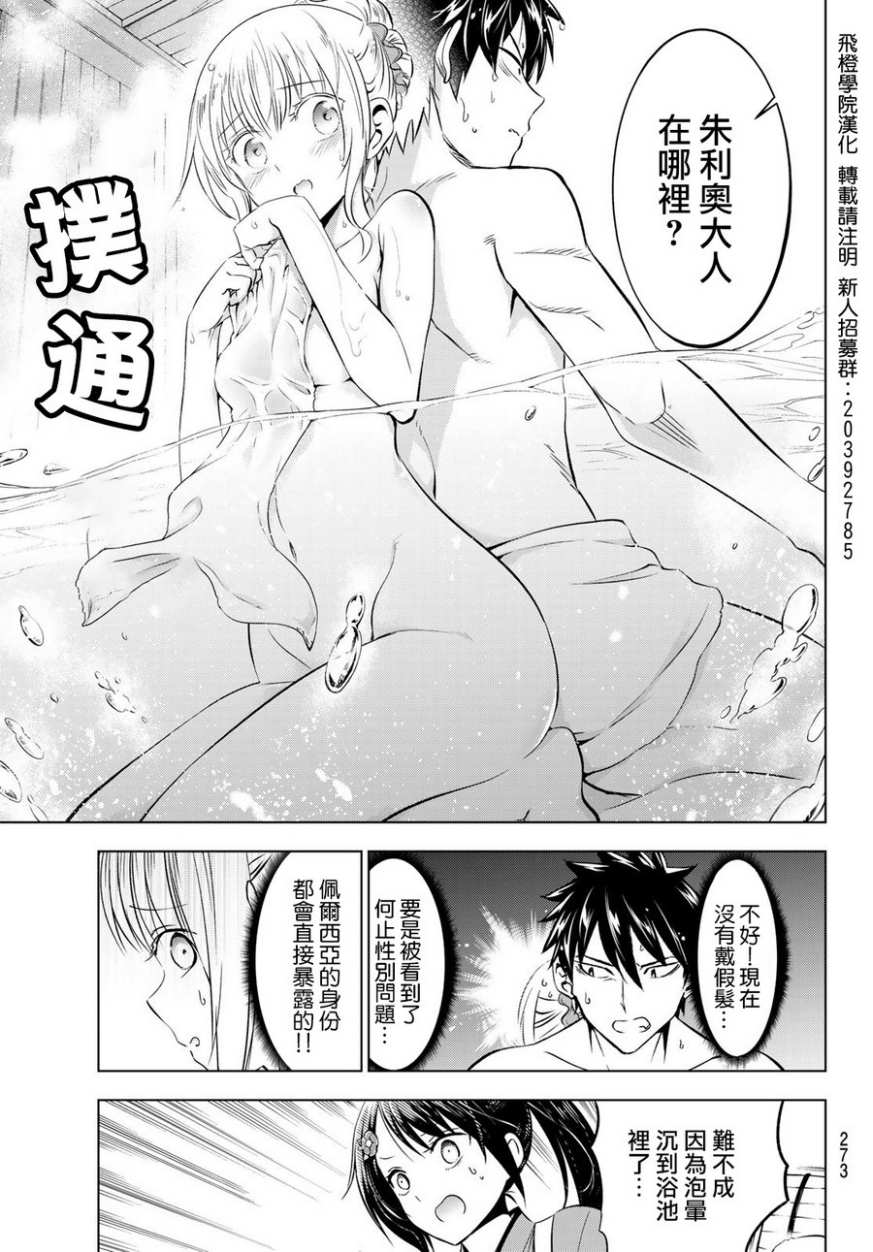 飛橙學院漢化 轉載請注明 新人招募群:20392785
朱利奧大人
在哪裡?
撲通
不好!現在
沒有戴假髮…
要是被看到了
何止性別問題…
佩爾西亞的身份
都會直接暴露的!!
難不成
因為泡暈
沉到浴池
裡了…
273